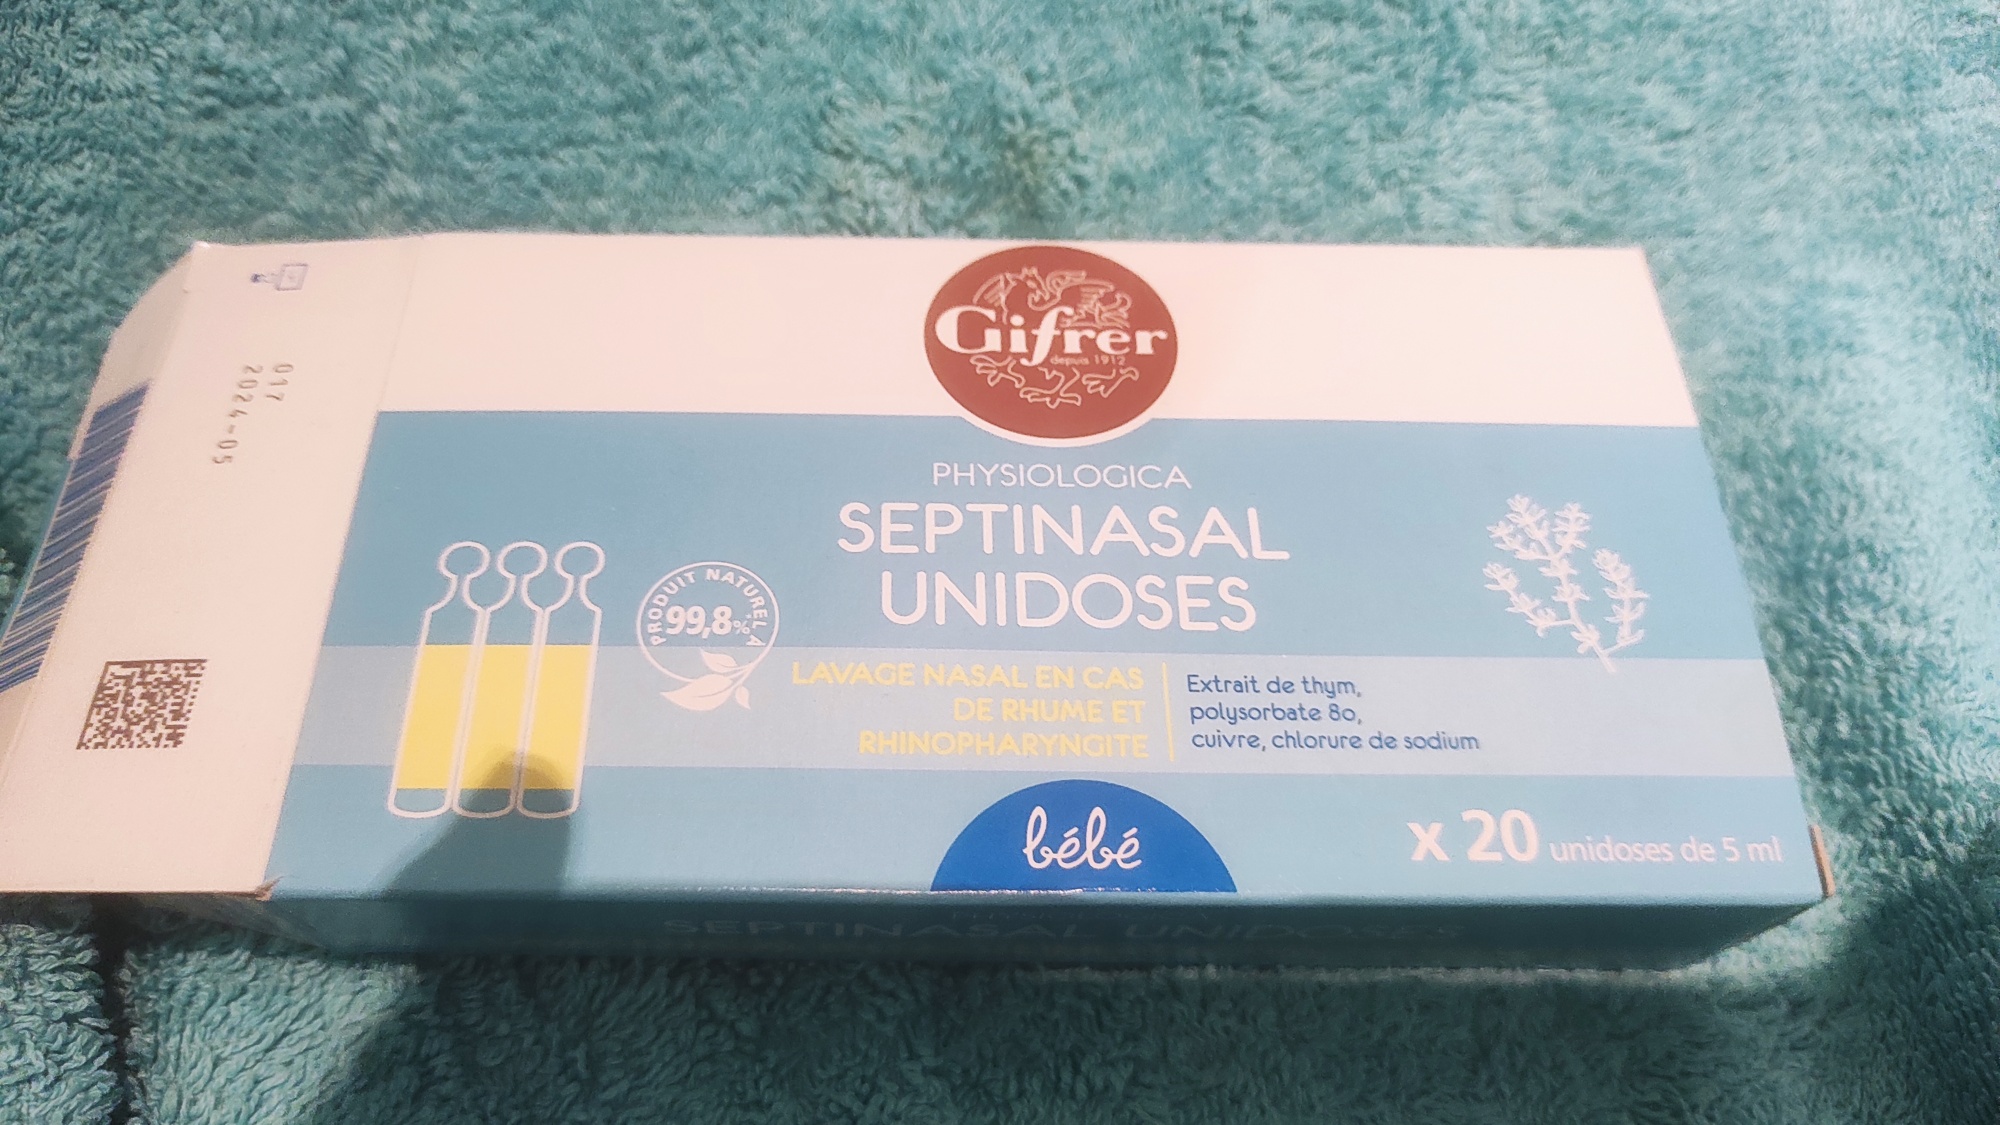 Gifrer
depuis 1912
PHYSIOLOGICA
SEPTINASAL
UNIDOSES
PRODUIT NATUREL À
99,8%
LAVAGE NASAL EN CAS
DE RHUME ET
RHINOPHARYNGITE
Extrait de thym,
polysorbate 80,
cuivre, chlorure de sodium
bébé
x 20 unidoses de 5 ml
017
2024-05
PHYSIOLOGICA
SEPTINASAL UNIDOSES